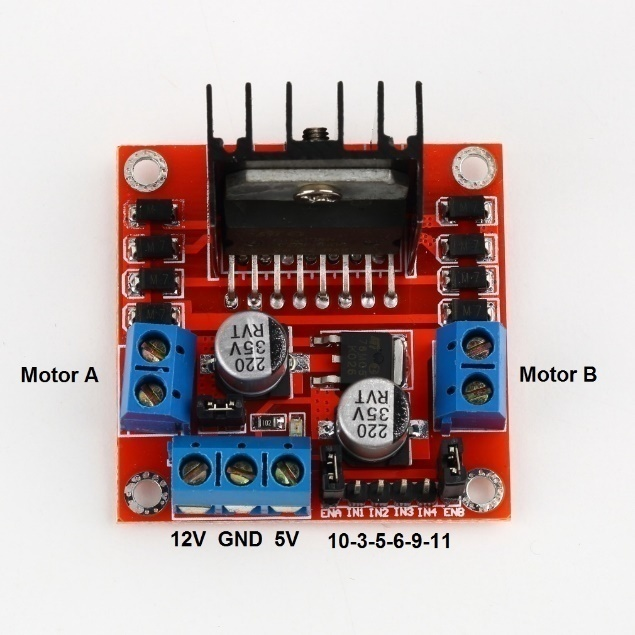 Motor A
Motor B
220
35V
RVT
220
35V
RVT
ENA IN1 IN2 IN3 IN4 ENB
12V GND 5V
10-3-5-6-9-11